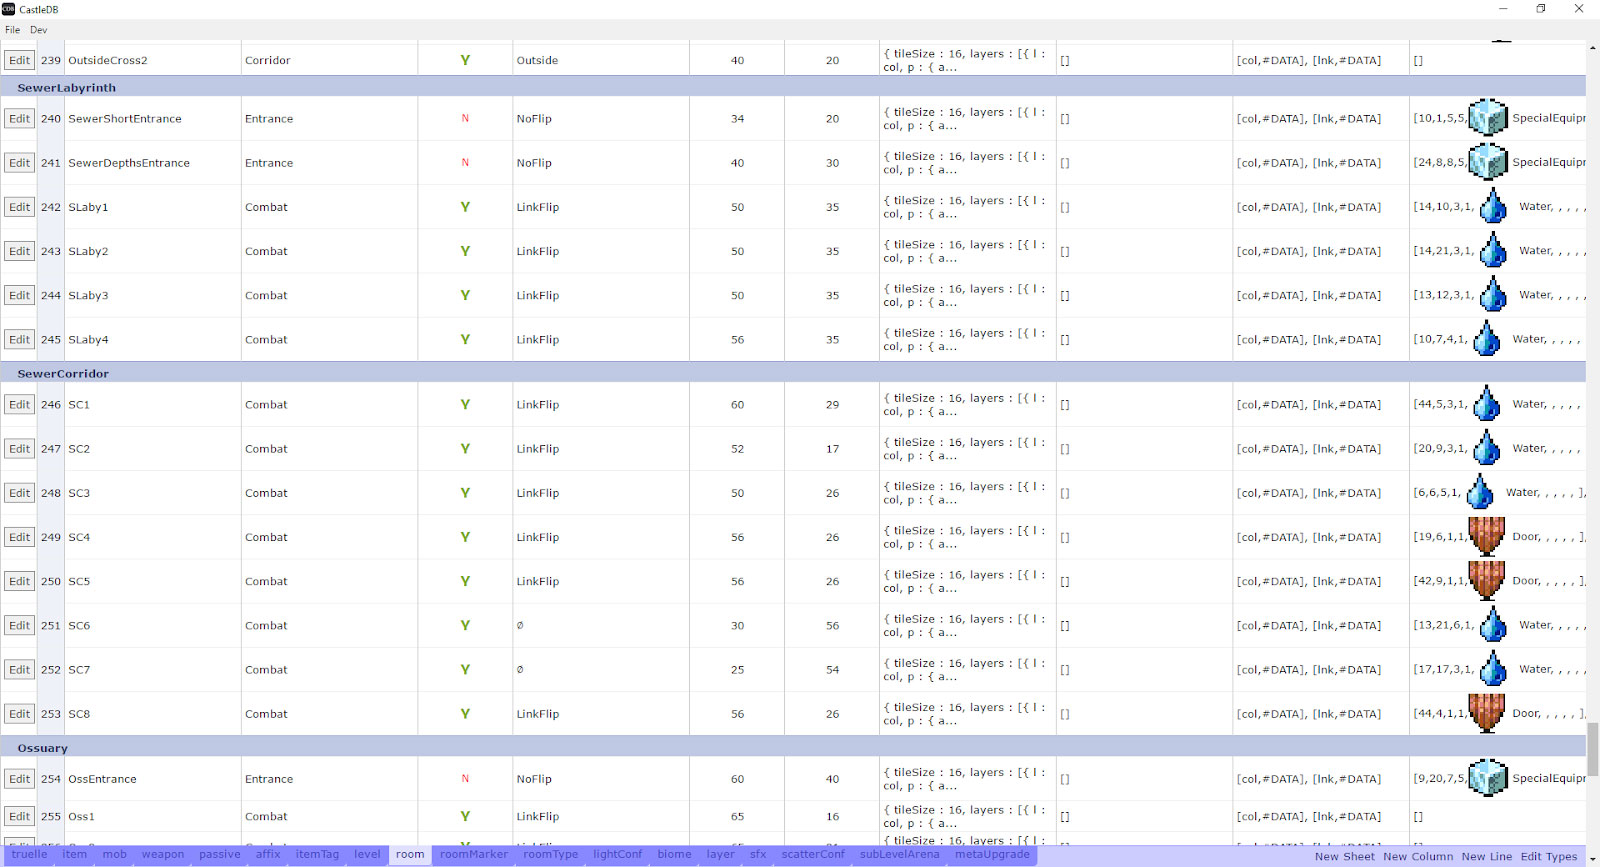 CastleDB
File Dev
Edit 239 OutsideCross2 Corridor Y Outside 40 20 { tileSize : 16, layers : [{ l : col, p : { a... [] [col,#DATA], [lnk,#DATA] []
SewerLabyrinth
Edit 240 SewerShortEntrance Entrance N NoFlip 34 20 { tileSize : 16, layers : [{ l : col, p : { a... [] [col,#DATA], [lnk,#DATA] [10,1,5,5, SpecialEquipr
Edit 241 SewerDepthsEntrance Entrance N NoFlip 40 30 { tileSize : 16, layers : [{ l : col, p : { a... [] [col,#DATA], [lnk,#DATA] [24,8,8,5, SpecialEquipr
Edit 242 SLaby1 Combat Y LinkFlip 50 35 { tileSize : 16, layers : [{ l : col, p : { a... [] [col,#DATA], [lnk,#DATA] [14,10,3,1, Water, , , , ,
Edit 243 SLaby2 Combat Y LinkFlip 50 35 { tileSize : 16, layers : [{ l : col, p : { a... [] [col,#DATA], [lnk,#DATA] [14,21,3,1, Water, , , , ,
Edit 244 SLaby3 Combat Y LinkFlip 50 35 { tileSize : 16, layers : [{ l : col, p : { a... [] [col,#DATA], [lnk,#DATA] [13,12,3,1, Water, , , , ,
Edit 245 SLaby4 Combat Y LinkFlip 56 35 { tileSize : 16, layers : [{ l : col, p : { a... [] [col,#DATA], [lnk,#DATA] [10,7,4,1, Water, , , , ,
SewerCorridor
Edit 246 SC1 Combat Y LinkFlip 60 29 { tileSize : 16, layers : [{ l : col, p : { a... [] [col,#DATA], [lnk,#DATA] [44,5,3,1, Water, , , , ,
Edit 247 SC2 Combat Y LinkFlip 52 17 { tileSize : 16, layers : [{ l : col, p : { a... [] [col,#DATA], [lnk,#DATA] [20,9,3,1, Water, , , , ,
Edit 248 SC3 Combat Y LinkFlip 50 26 { tileSize : 16, layers : [{ l : col, p : { a... [] [col,#DATA], [lnk,#DATA] [6,6,5,1, Water, , , , , ],
Edit 249 SC4 Combat Y LinkFlip 56 26 { tileSize : 16, layers : [{ l : col, p : { a... [] [col,#DATA], [lnk,#DATA] [19,6,1,1, Door, , , , , ],
Edit 250 SC5 Combat Y LinkFlip 56 26 { tileSize : 16, layers : [{ l : col, p : { a... [] [col,#DATA], [lnk,#DATA] [42,9,1,1, Door, , , , , ],
Edit 251 SC6 Combat Y Ø 30 56 { tileSize : 16, layers : [{ l : col, p : { a... [] [col,#DATA], [lnk,#DATA] [13,21,6,1, Water, , , , ,
Edit 252 SC7 Combat Y Ø 25 54 { tileSize : 16, layers : [{ l : col, p : { a... [] [col,#DATA], [lnk,#DATA] [17,17,3,1, Water, , , , ,
Edit 253 SC8 Combat Y LinkFlip 56 26 { tileSize : 16, layers : [{ l : col, p : { a... [] [col,#DATA], [lnk,#DATA] [44,4,1,1, Door, , , , , ],
Ossuary
Edit 254 OssEntrance Entrance N NoFlip 60 40 { tileSize : 16, layers : [{ l : col, p : { a... [] [col,#DATA], [lnk,#DATA] [9,20,7,5, SpecialEquipr
Edit 255 Oss1 Combat Y LinkFlip 65 16 { tileSize : 16, layers : [{ l : col, p : { a... [] [col,#DATA], [lnk,#DATA] []
{ tileSize : 16, layers : [{ l :
truelle item mob weapon passive affix itemTag level room roomMarker roomType lightConf biome layer sfx scatterConf subLevelArena metaUpgrade
New Sheet New Column New Line Edit Types